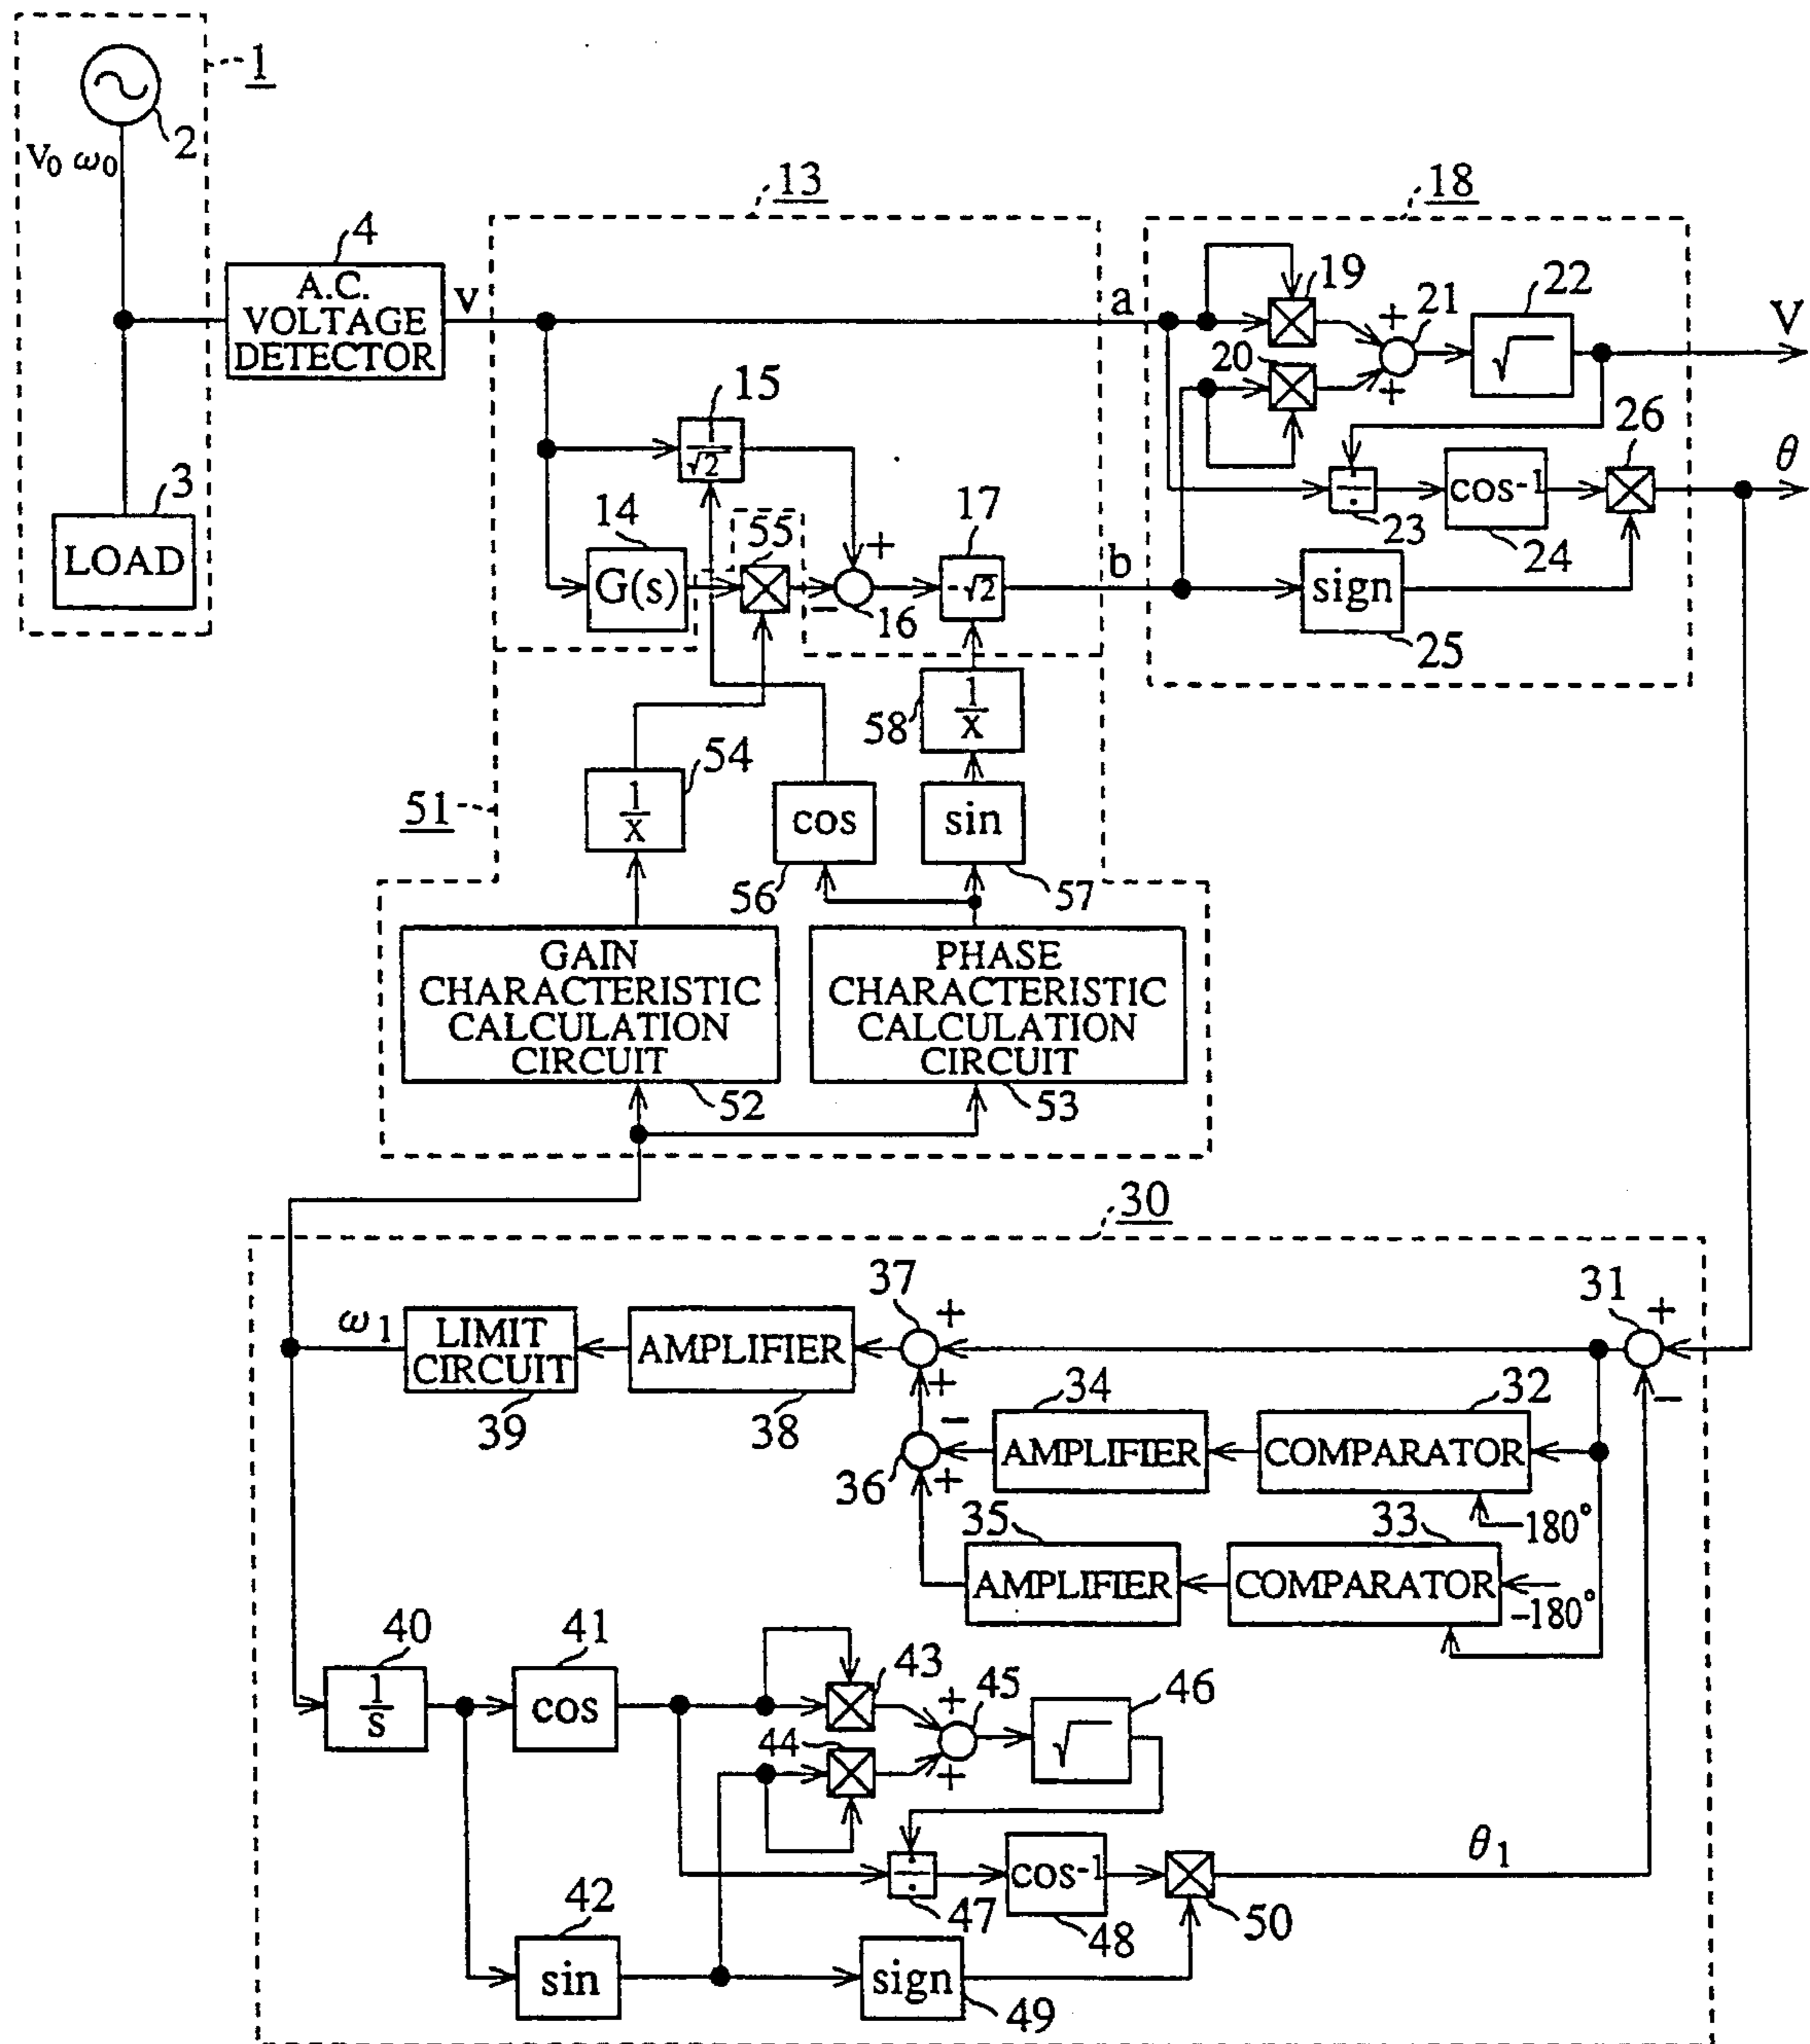 1
2
V₀ ω₀
3
LOAD
4
A.C.
VOLTAGE
DETECTOR
v
13
a
15
1/√2
14
G(s)
55
+
−
16
17
-√2
b
18
19
20
+
21
+
22
√
V
23
cos-1
24
26
θ
sign
25
51
1/X
54
cos
56
58
1/X
sin
57
GAIN
CHARACTERISTIC
CALCULATION
CIRCUIT
52
PHASE
CHARACTERISTIC
CALCULATION
CIRCUIT
53
30
ω1
LIMIT
CIRCUIT
39
AMPLIFIER
38
37
+
+
31
+
−
34
AMPLIFIER
−
36
+
32
COMPARATOR
−180°
35
AMPLIFIER
33
COMPARATOR
−180°
40
1/s
41
cos
43
44
+
45
+
46
√
47
cos-1
48
50
θ1
42
sin
sign
49